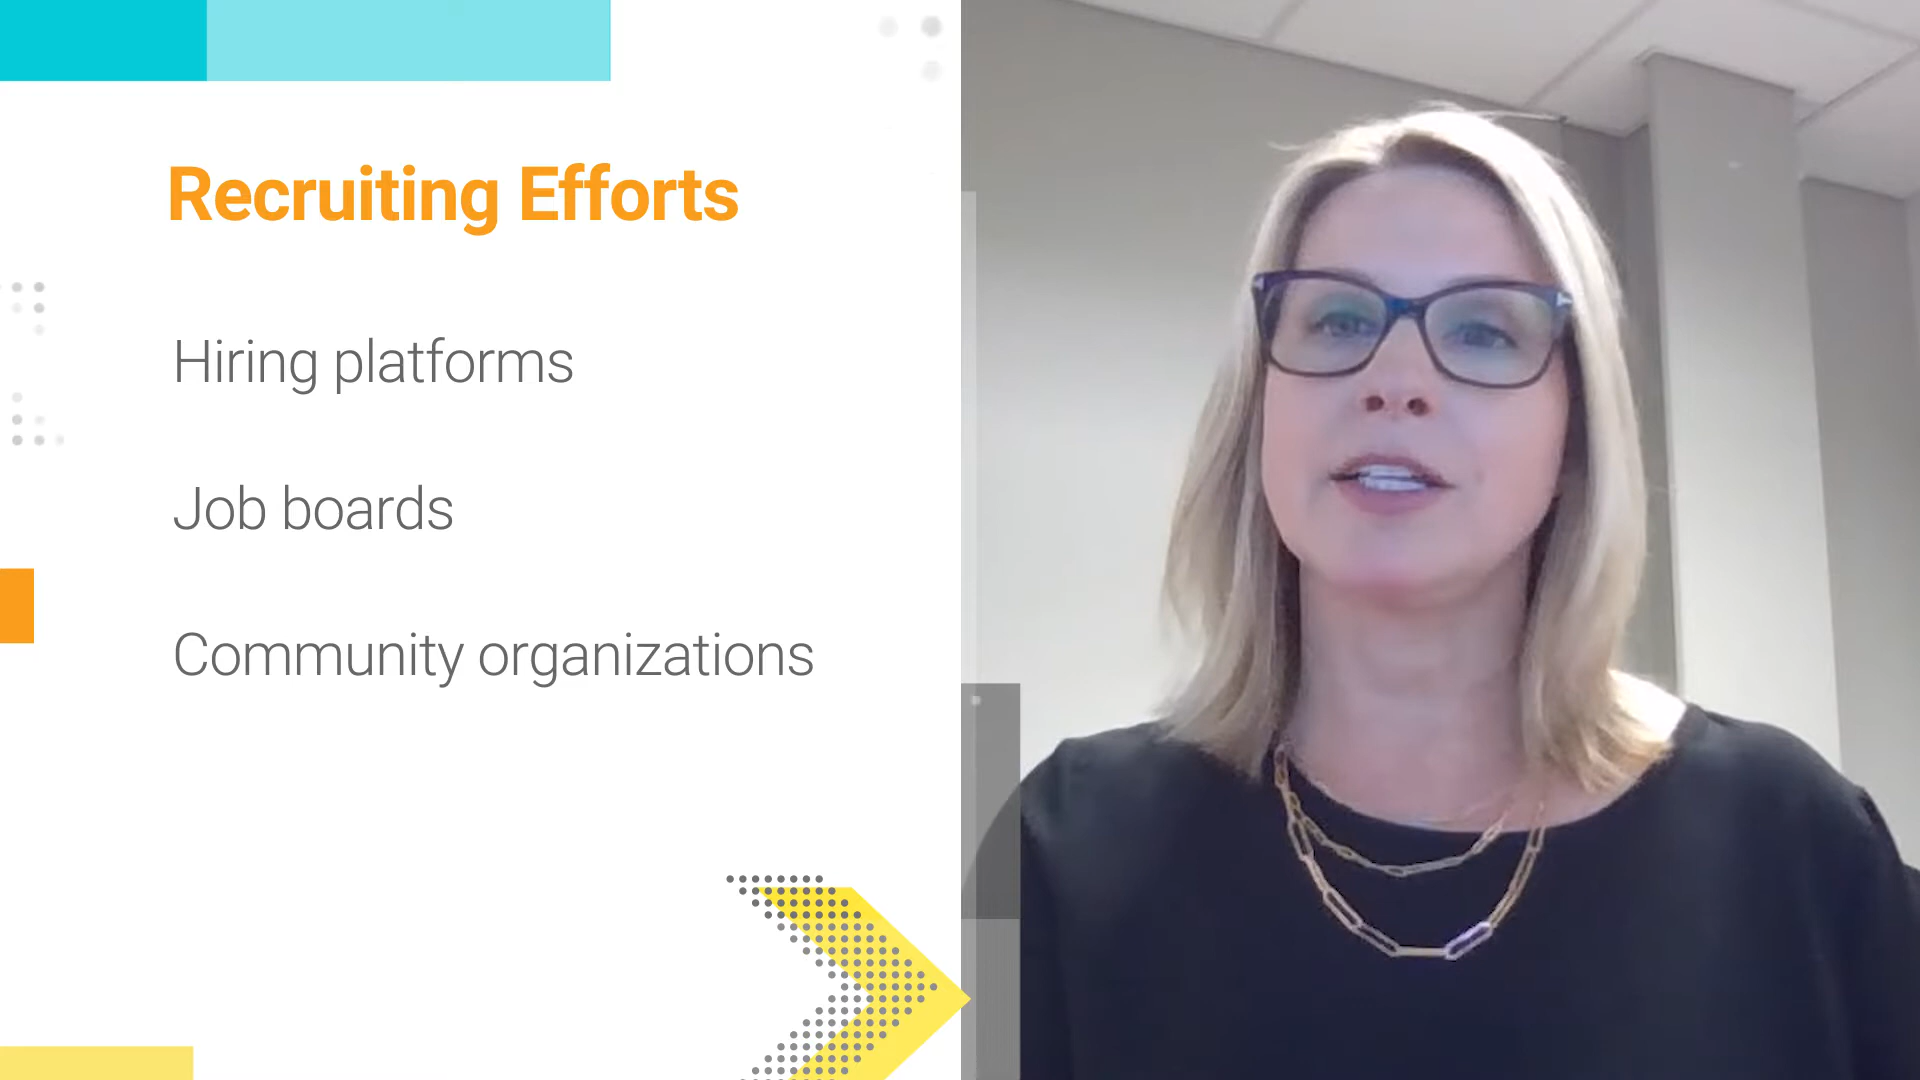 Recruiting Efforts
Hiring platforms
Job boards
Community organizations